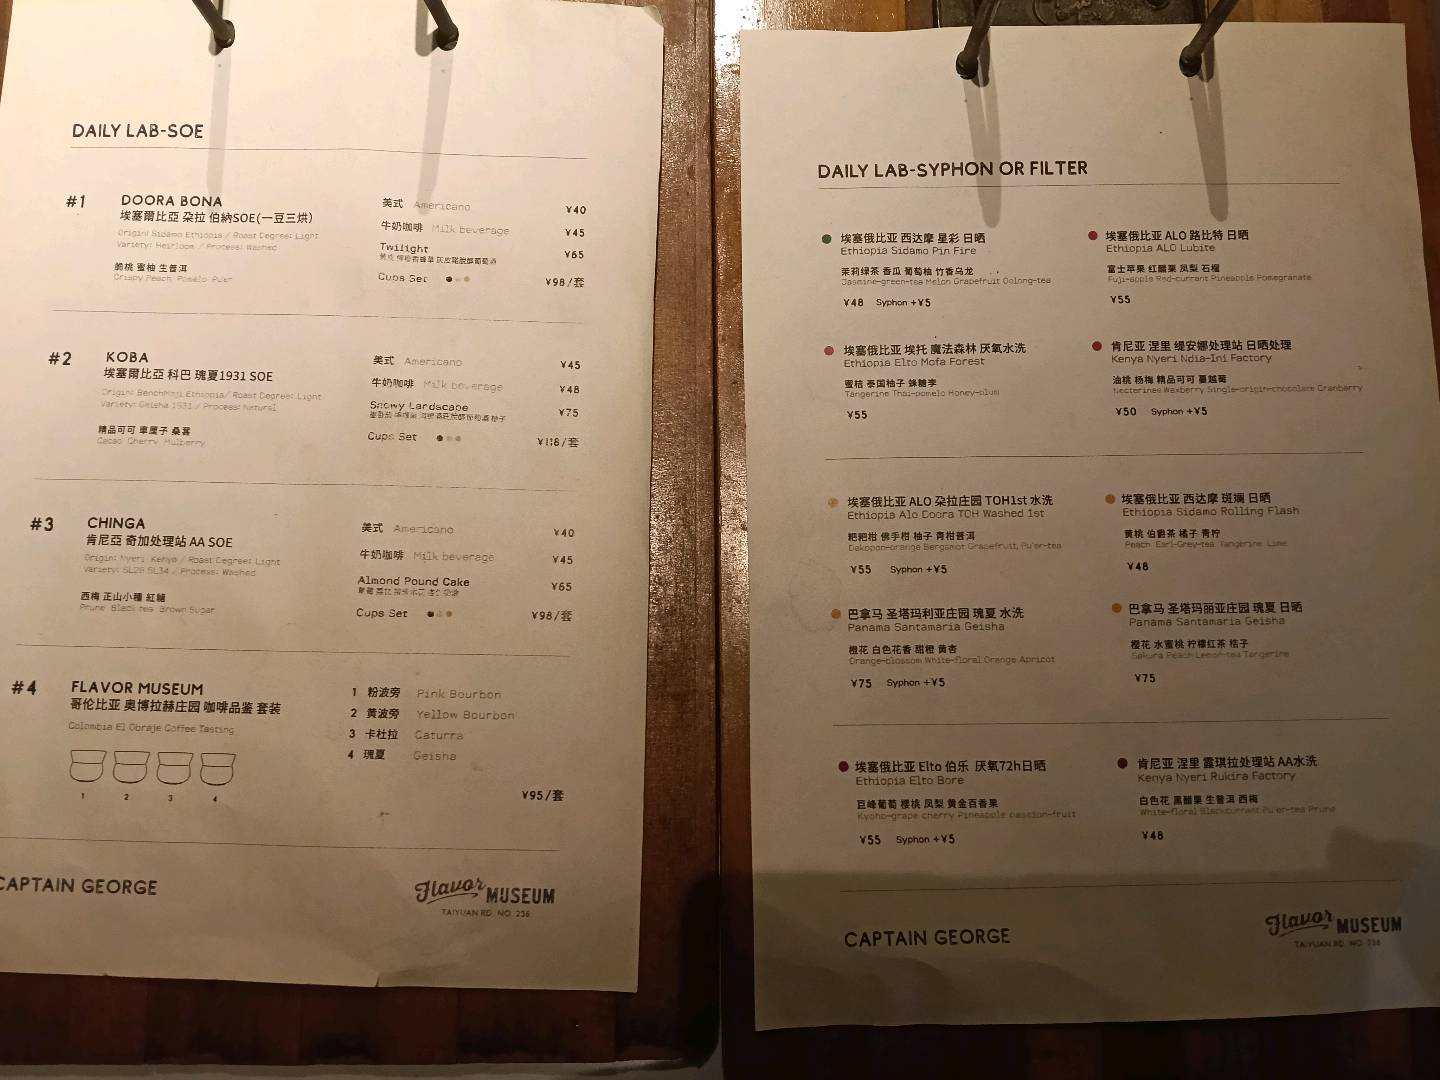 DAILY LAB-SOE
#1 DOORA BONA
埃塞爾比亞 朶拉 伯納SOE(一豆三烘)
Origin: Sidamo Ethiopia / Roast Degree: Light
Variety: Heirloom / Process: Washed
脆桃 蜜柚 生普洱
Crispy Peach Pomelo Pu'er
美式 Americano ¥40
牛奶咖啡 Milk beverage ¥45
Twilight ¥65
Cups Set ¥98/套
#2 KOBA
埃塞爾比亞 科巴 瑰夏1931 SOE
Origin: BenchMaji Ethiopia/ Roast Degree: Light
Variety: Geisha 1931 / Process: Natural
精品可可 車厘子 桑葚
Cacao Cherry Mulberry
美式 Americano ¥45
牛奶咖啡 Milk beverage ¥48
Snowy Landscape ¥75
Cups Set ¥118/套
#3 CHINGA
肯尼亞 奇加处理站 AA SOE
Origin: Nyeri Kenya / Roast Degree: Light
Variety: SL28 SL34 / Process: Washed
西梅 正山小種 紅糖
Prune Black tea Brown Sugar
美式 Americano ¥40
牛奶咖啡 Milk beverage ¥45
Almond Pound Cake ¥65
Cups Set ¥98/套
#4 FLAVOR MUSEUM
哥伦比亚 奥博拉赫庄园 咖啡品鉴 套装
Colombia El Obraje Coffee Tasting
1 2 3 4
1 粉波旁 Pink Bourbon
2 黄波旁 Yellow Bourbon
3 卡杜拉 Caturra
4 瑰夏 Geisha
¥95/套
CAPTAIN GEORGE
Flavor MUSEUM
TAIYUAN RD. NO. 236
DAILY LAB-SYPHON OR FILTER
埃塞俄比亚 西达摩 星彩 日晒
Ethiopia Sidamo Pin Fire
茉莉绿茶 香瓜 葡萄柚 竹香乌龙
Jasmine-green-tea Melon Grapefruit Oolong-tea
¥48 Syphon +¥5
埃塞俄比亚 ALO 路比特 日晒
Ethiopia ALO Lubite
富士苹果 红醋栗 凤梨 石榴
Fuji-apple Red-currant Pineapple Pomegranate
¥55
埃塞俄比亚 埃托 魔法森林 厌氧水洗
Ethiopia Elto Mofa Forest
蜜桔 泰国柚子 蜂糖李
Tangerine Thai-pomelo Honey-plum
¥55
肯尼亚 涅里 缇安娜处理站 日晒处理
Kenya Nyeri Ndia-Ini Factory
油桃 杨梅 精品可可 蔓越莓
Necterines Waxberry Single-origin-chocolate Cranberry
¥50 Syphon +¥5
埃塞俄比亚 ALO 朶拉庄园 TOH1st 水洗
Ethiopia Alo Doora TOH Washed 1st
粑粑柑 佛手柑 柚子 青柑普洱
Dekopon-orange Bergamot Grapefruit, Pu'er-tea
¥55 Syphon +¥5
埃塞俄比亚 西达摩 斑斓 日晒
Ethiopia Sidamo Rolling Flash
黄桃 伯爵茶 橘子 青柠
Peach Earl-Grey-tea Tangerine Lime
¥48
巴拿马 圣塔玛利亚庄园 瑰夏 水洗
Panama Santamaria Geisha
橙花 白色花香 甜橙 黄杏
Orange-blossom White-floral Orange Apricot
¥75 Syphon +¥5
巴拿马 圣塔玛丽亚庄园 瑰夏 日晒
Panama Santamaria Geisha
樱花 水蜜桃 柠檬红茶 桔子
Sakura Peach Lemon-tea Tangerine
¥75
埃塞俄比亚 Elto 伯乐 厌氧72h日晒
Ethiopia Elto Bore
巨峰葡萄 樱桃 凤梨 黄金百香果
Kyoho-grape cherry Pineapple passion-fruit
¥55 Syphon +¥5
肯尼亚 涅里 露琪拉处理站 AA水洗
Kenya Nyeri Rukira Factory
白色花 黑醋栗 生普洱 西梅
White-floral Blackcurrant Pu'er-tea Prune
¥48
CAPTAIN GEORGE
Flavor MUSEUM
TAIYUAN RD. NO. 236